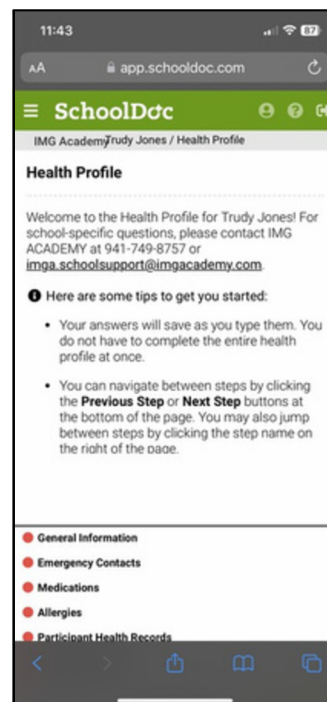 11:43
87
AA app.schooldoc.com
SchoolDoc
IMG AcademyTrudy Jones / Health Profile
Health Profile
Welcome to the Health Profile for Trudy Jones! For
school-specific questions, please contact IMG
ACADEMY at 941-749-8757 or
imga.schoolsupport@imgacademy.com.
Here are some tips to get you started:
• Your answers will save as you type them. You
do not have to complete the entire health
profile at once.
• You can navigate between steps by clicking
the Previous Step or Next Step buttons at
the bottom of the page. You may also jump
between steps by clicking the step name on
the right of the page.
General Information
Emergency Contacts
Medications
Allergies
Participant Health Records